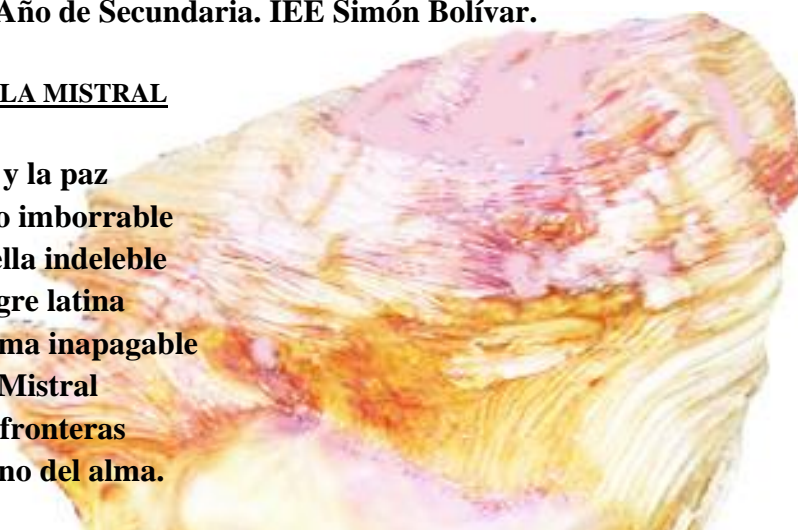 Año de Secundaria. IEE Simón Bolívar.
LA MISTRAL
y la paz
o imborrable
ella indeleble
gre latina
ma inapagable
Mistral
fronteras
no del alma.